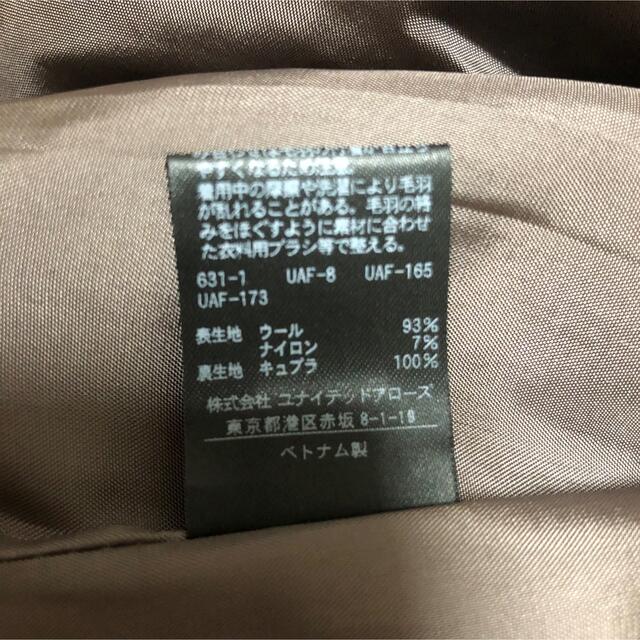 やすくなるため注意
着用中の摩擦や洗濯により毛羽
が乱れることがある。毛羽の絡
みをほぐすように素材に合わせ
た衣料用ブラシ等で整える。
631-1 UAF-8 UAF-165
UAF-173
表生地 ウール 93%
ナイロン 7%
裏生地 キュプラ 100%
株式会社 ユナイテッドアローズ
東京都港区赤坂 8-1-19
ベトナム製